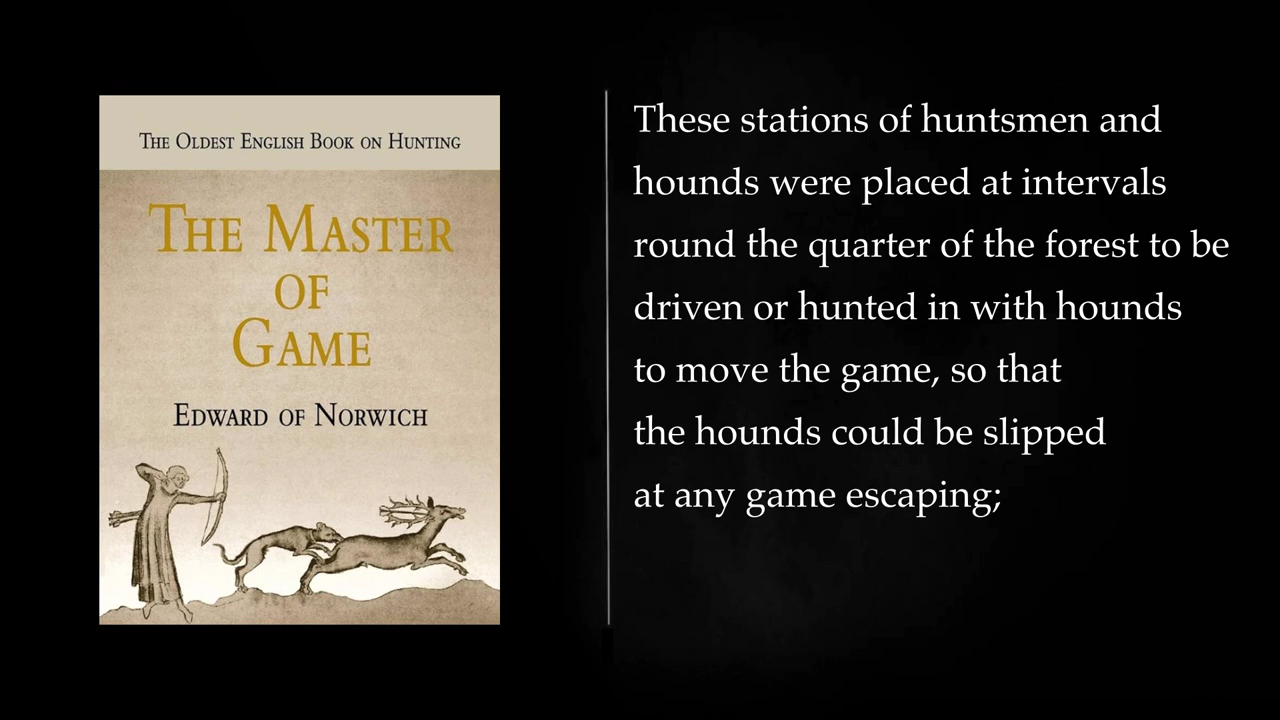 The Oldest English Book on Hunting
The Master
of
Game
Edward of Norwich
These stations of huntsmen and
hounds were placed at intervals
round the quarter of the forest to be
driven or hunted in with hounds
to move the game, so that
the hounds could be slipped
at any game escaping;